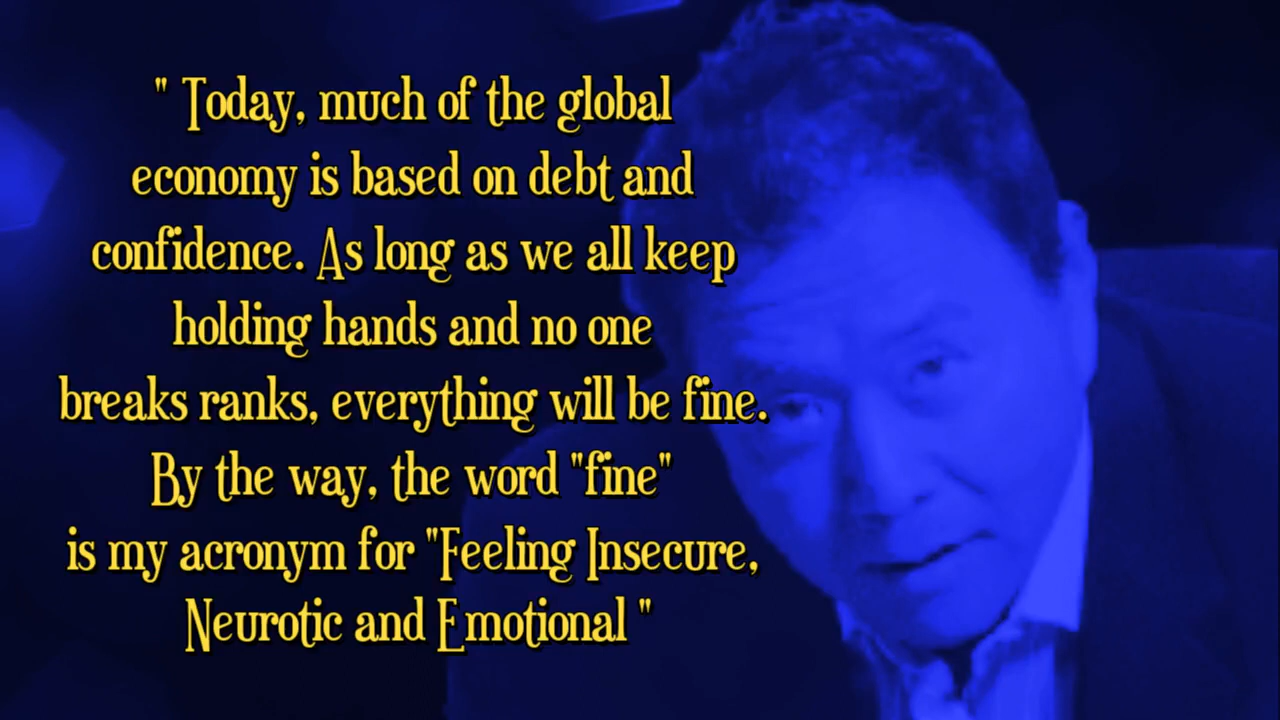 " Today, much of the global
economy is based on debt and
confidence. As long as we all keep
holding hands and no one
breaks ranks, everything will be fine.
By the way, the word "fine"
is my acronym for "Feeling Insecure,
Neurotic and Emotional "